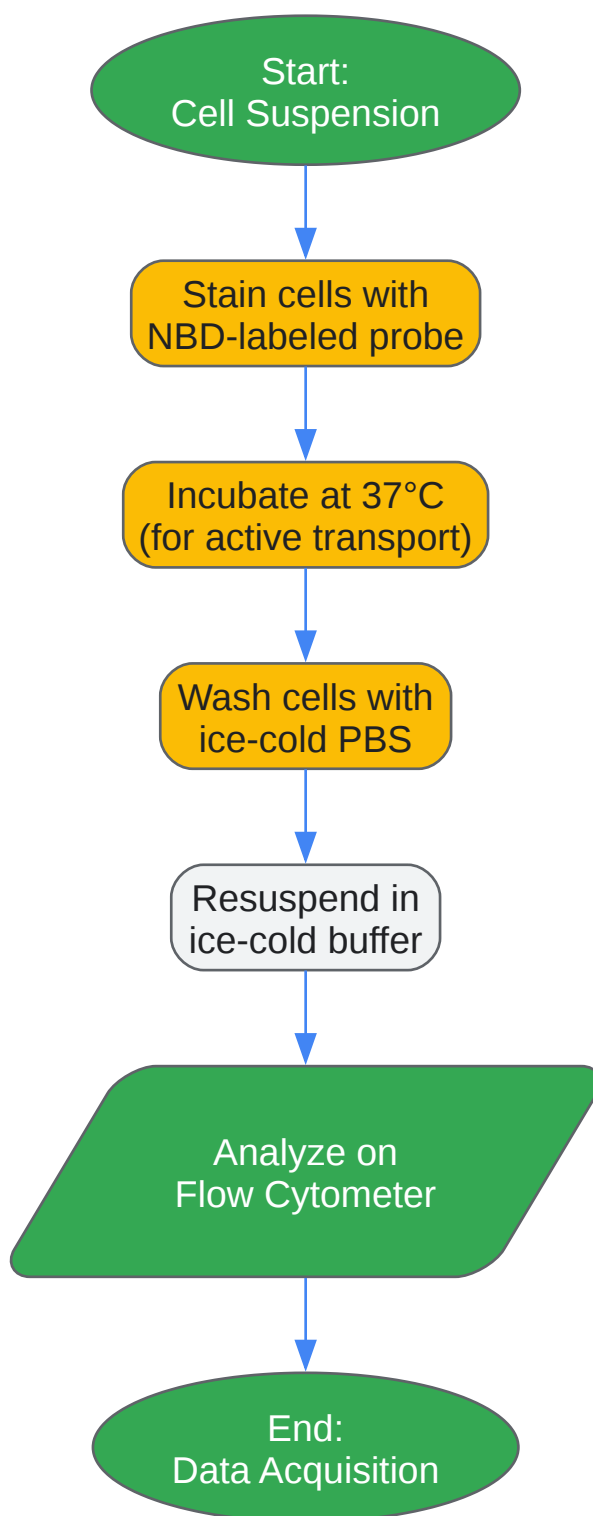 Start:
Cell Suspension
Stain cells with
NBD-labeled probe
Incubate at 37°C
(for active transport)
Wash cells with
ice-cold PBS
Resuspend in
ice-cold buffer
Analyze on
Flow Cytometer
End:
Data Acquisition